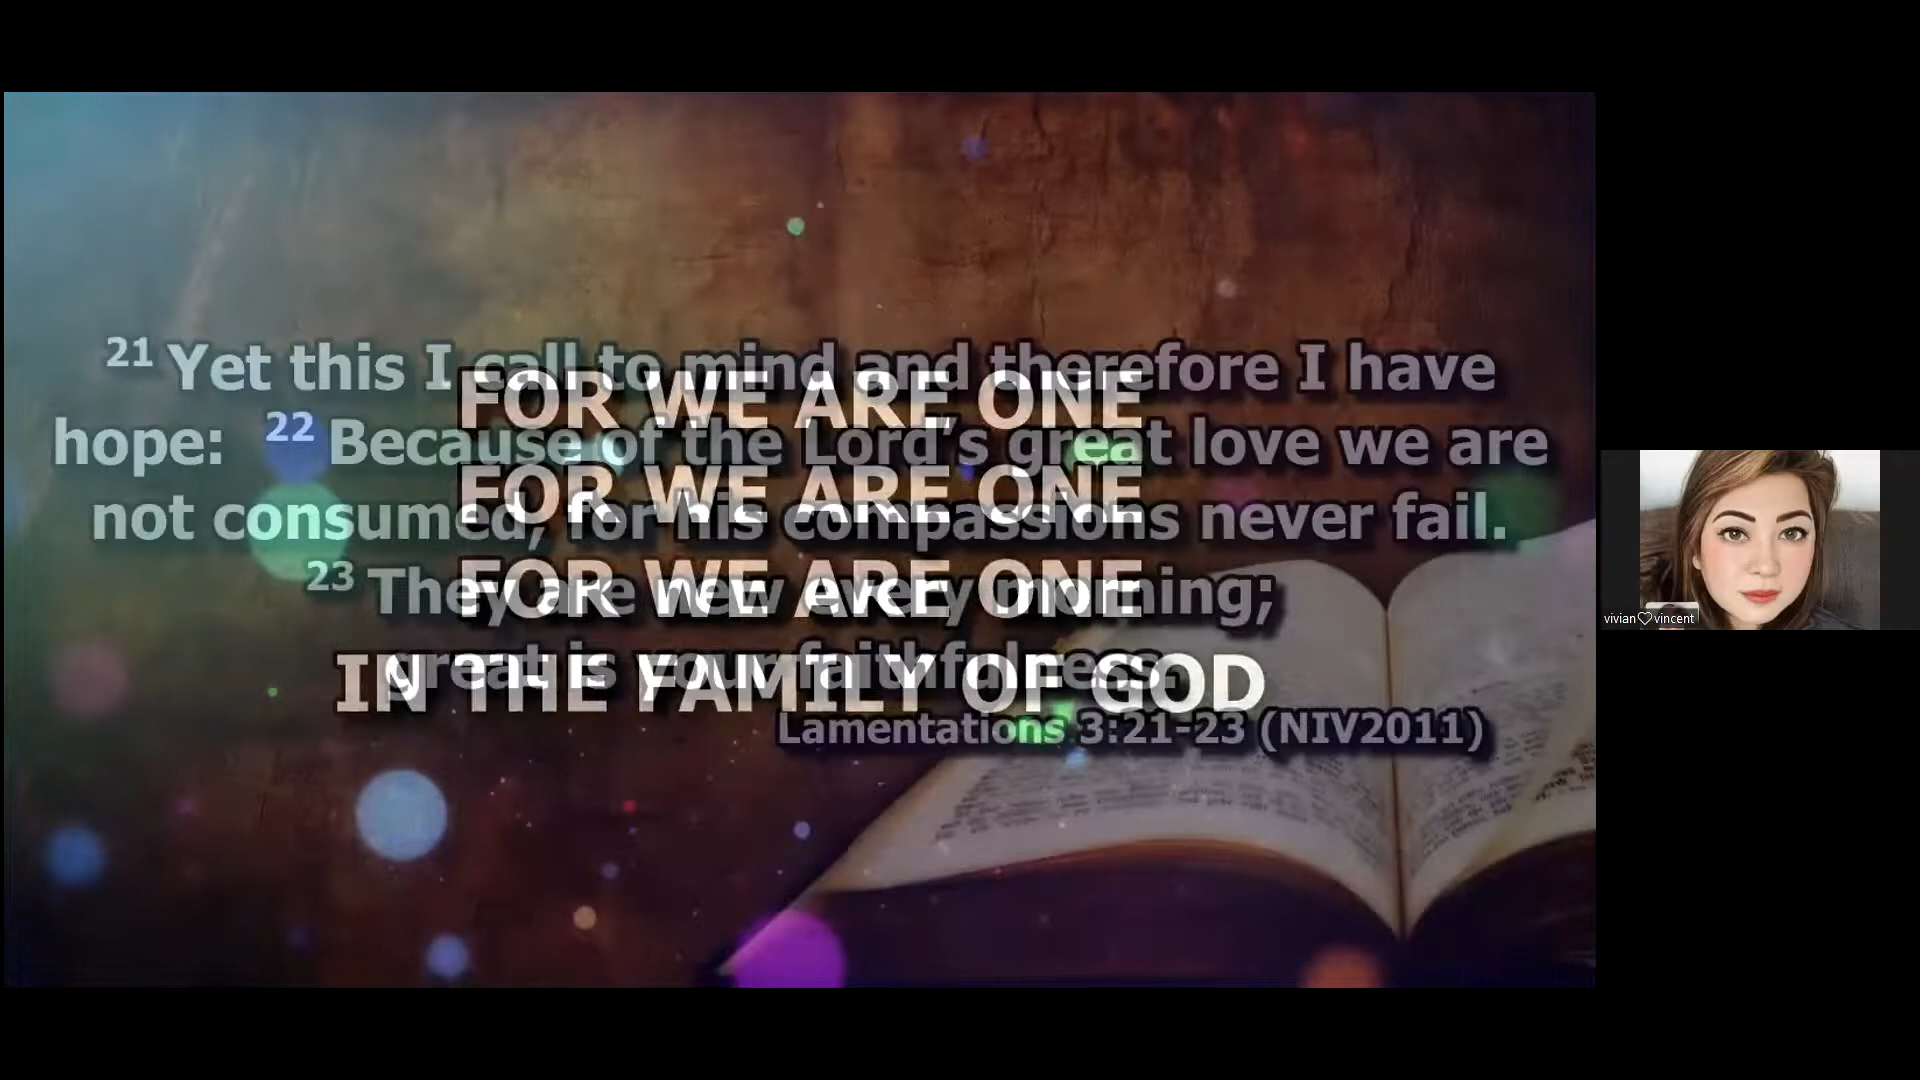 21 Yet this I call to mind and therefore I have
hope: 22 Because of the Lord’s great love we are
not consumed, for his compassions never fail.
23 They are new every morning;
great is your faithfulness.
Lamentations 3:21-23 (NIV2011)
FOR WE ARE ONE
FOR WE ARE ONE
FOR WE ARE ONE
IN THE FAMILY OF GOD
vivian♡vincent